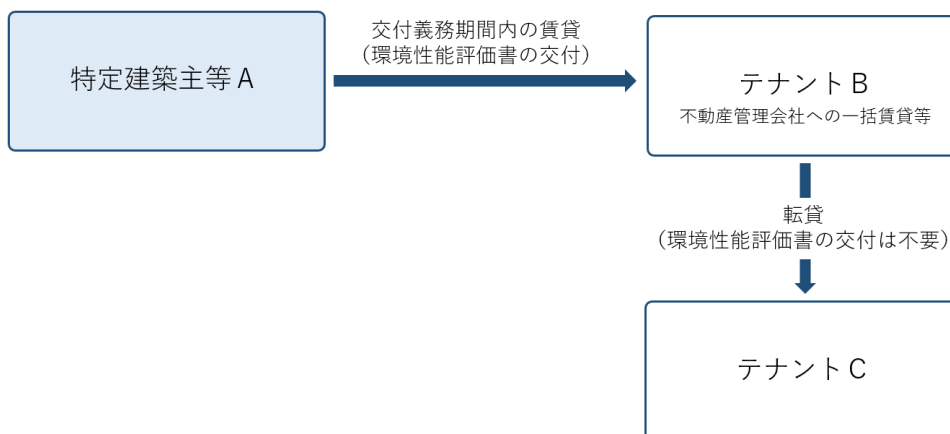 特定建築主等A
交付義務期間内の賃貸
（環境性能評価書の交付）
テナントB
不動産管理会社への一括賃貸等
転貸
（環境性能評価書の交付は不要）
テナントC